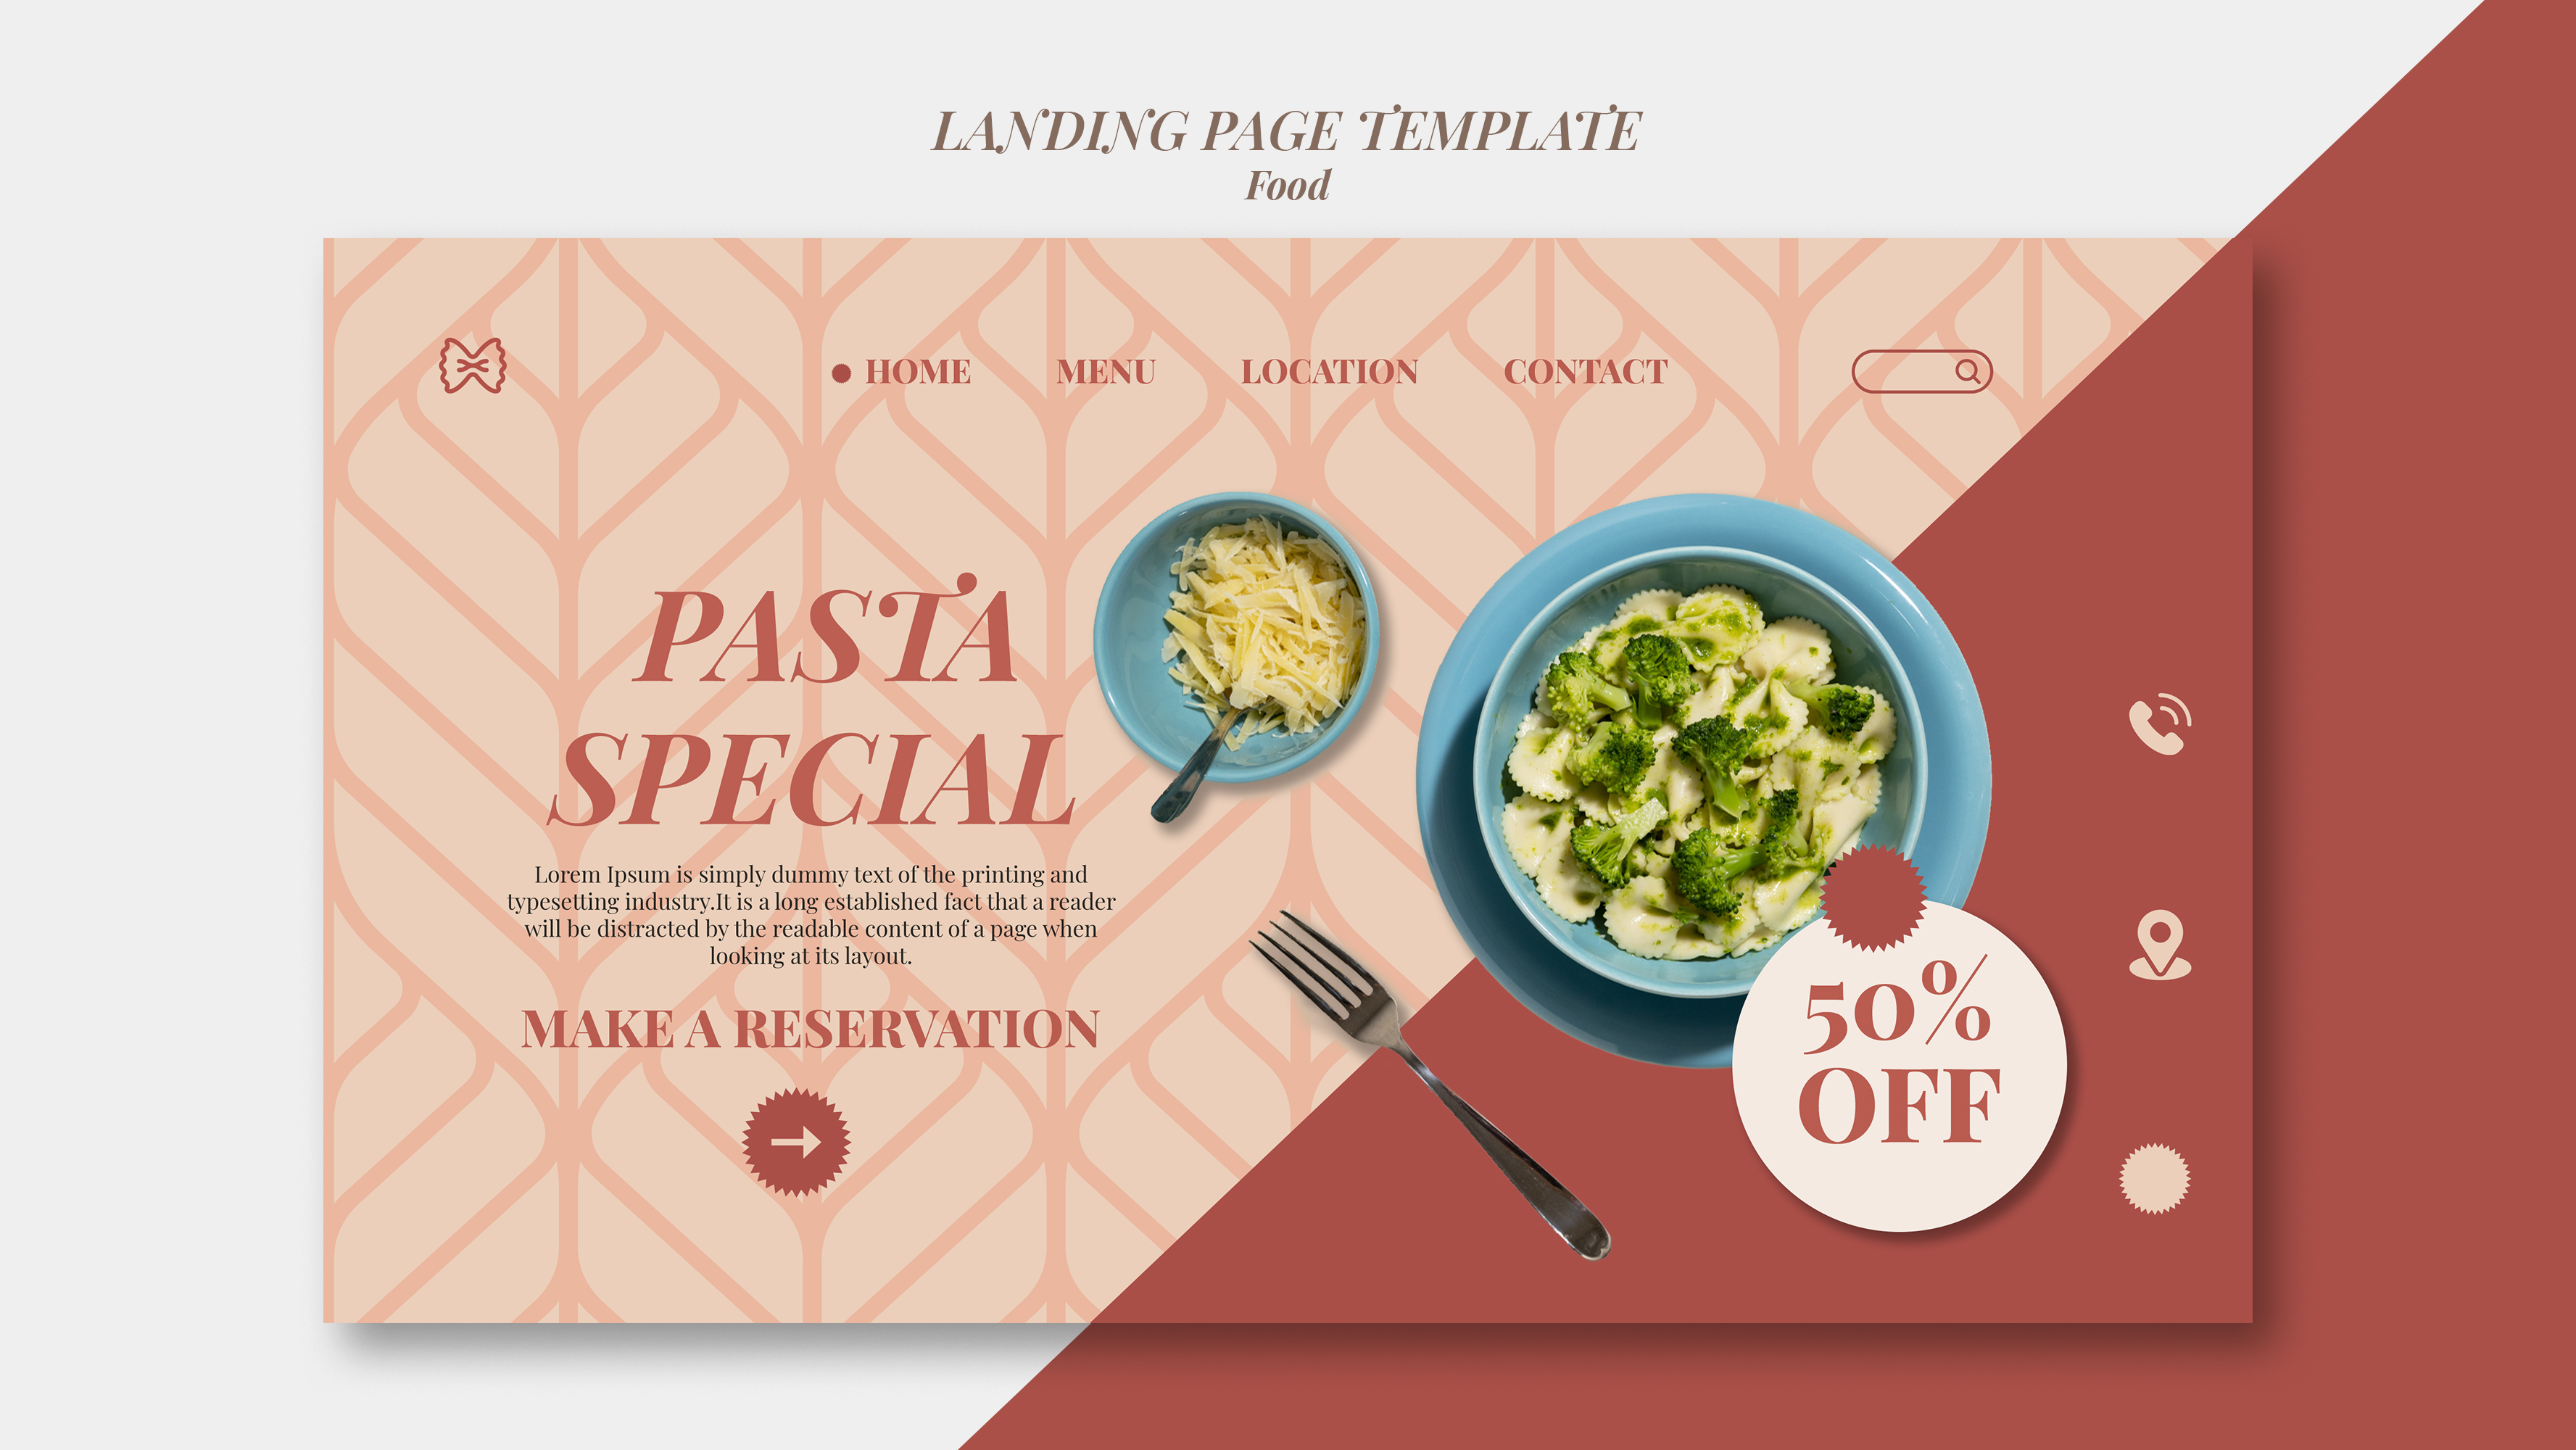 LANDING PAGE TEMPLATE
Food
HOME MENU LOCATION CONTACT
PASTA
SPECIAL
Lorem Ipsum is simply dummy text of the printing and
typesetting industry.It is a long established fact that a reader
will be distracted by the readable content of a page when
looking at its layout.
MAKE A RESERVATION
50%
OFF